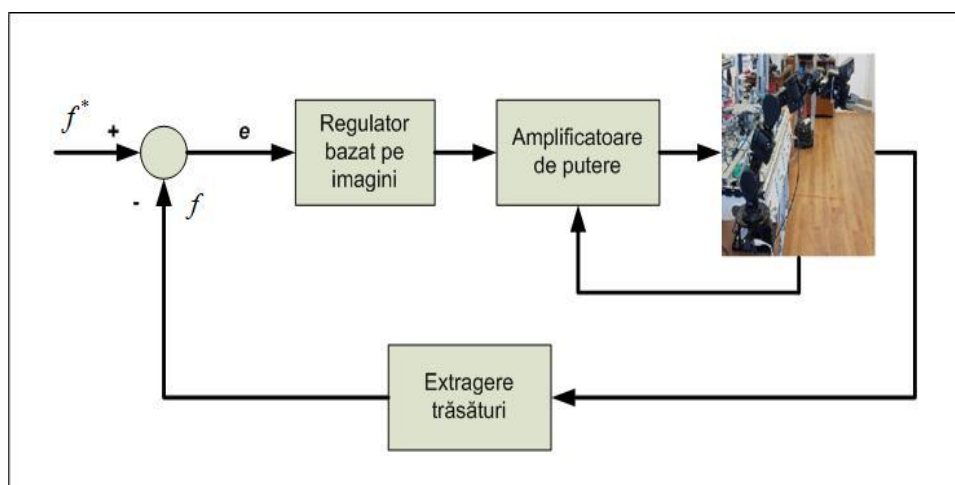 f*
+
e
-
f
Regulator
bazat pe
imagini
Amplificatoare
de putere
Extragere
trăsături